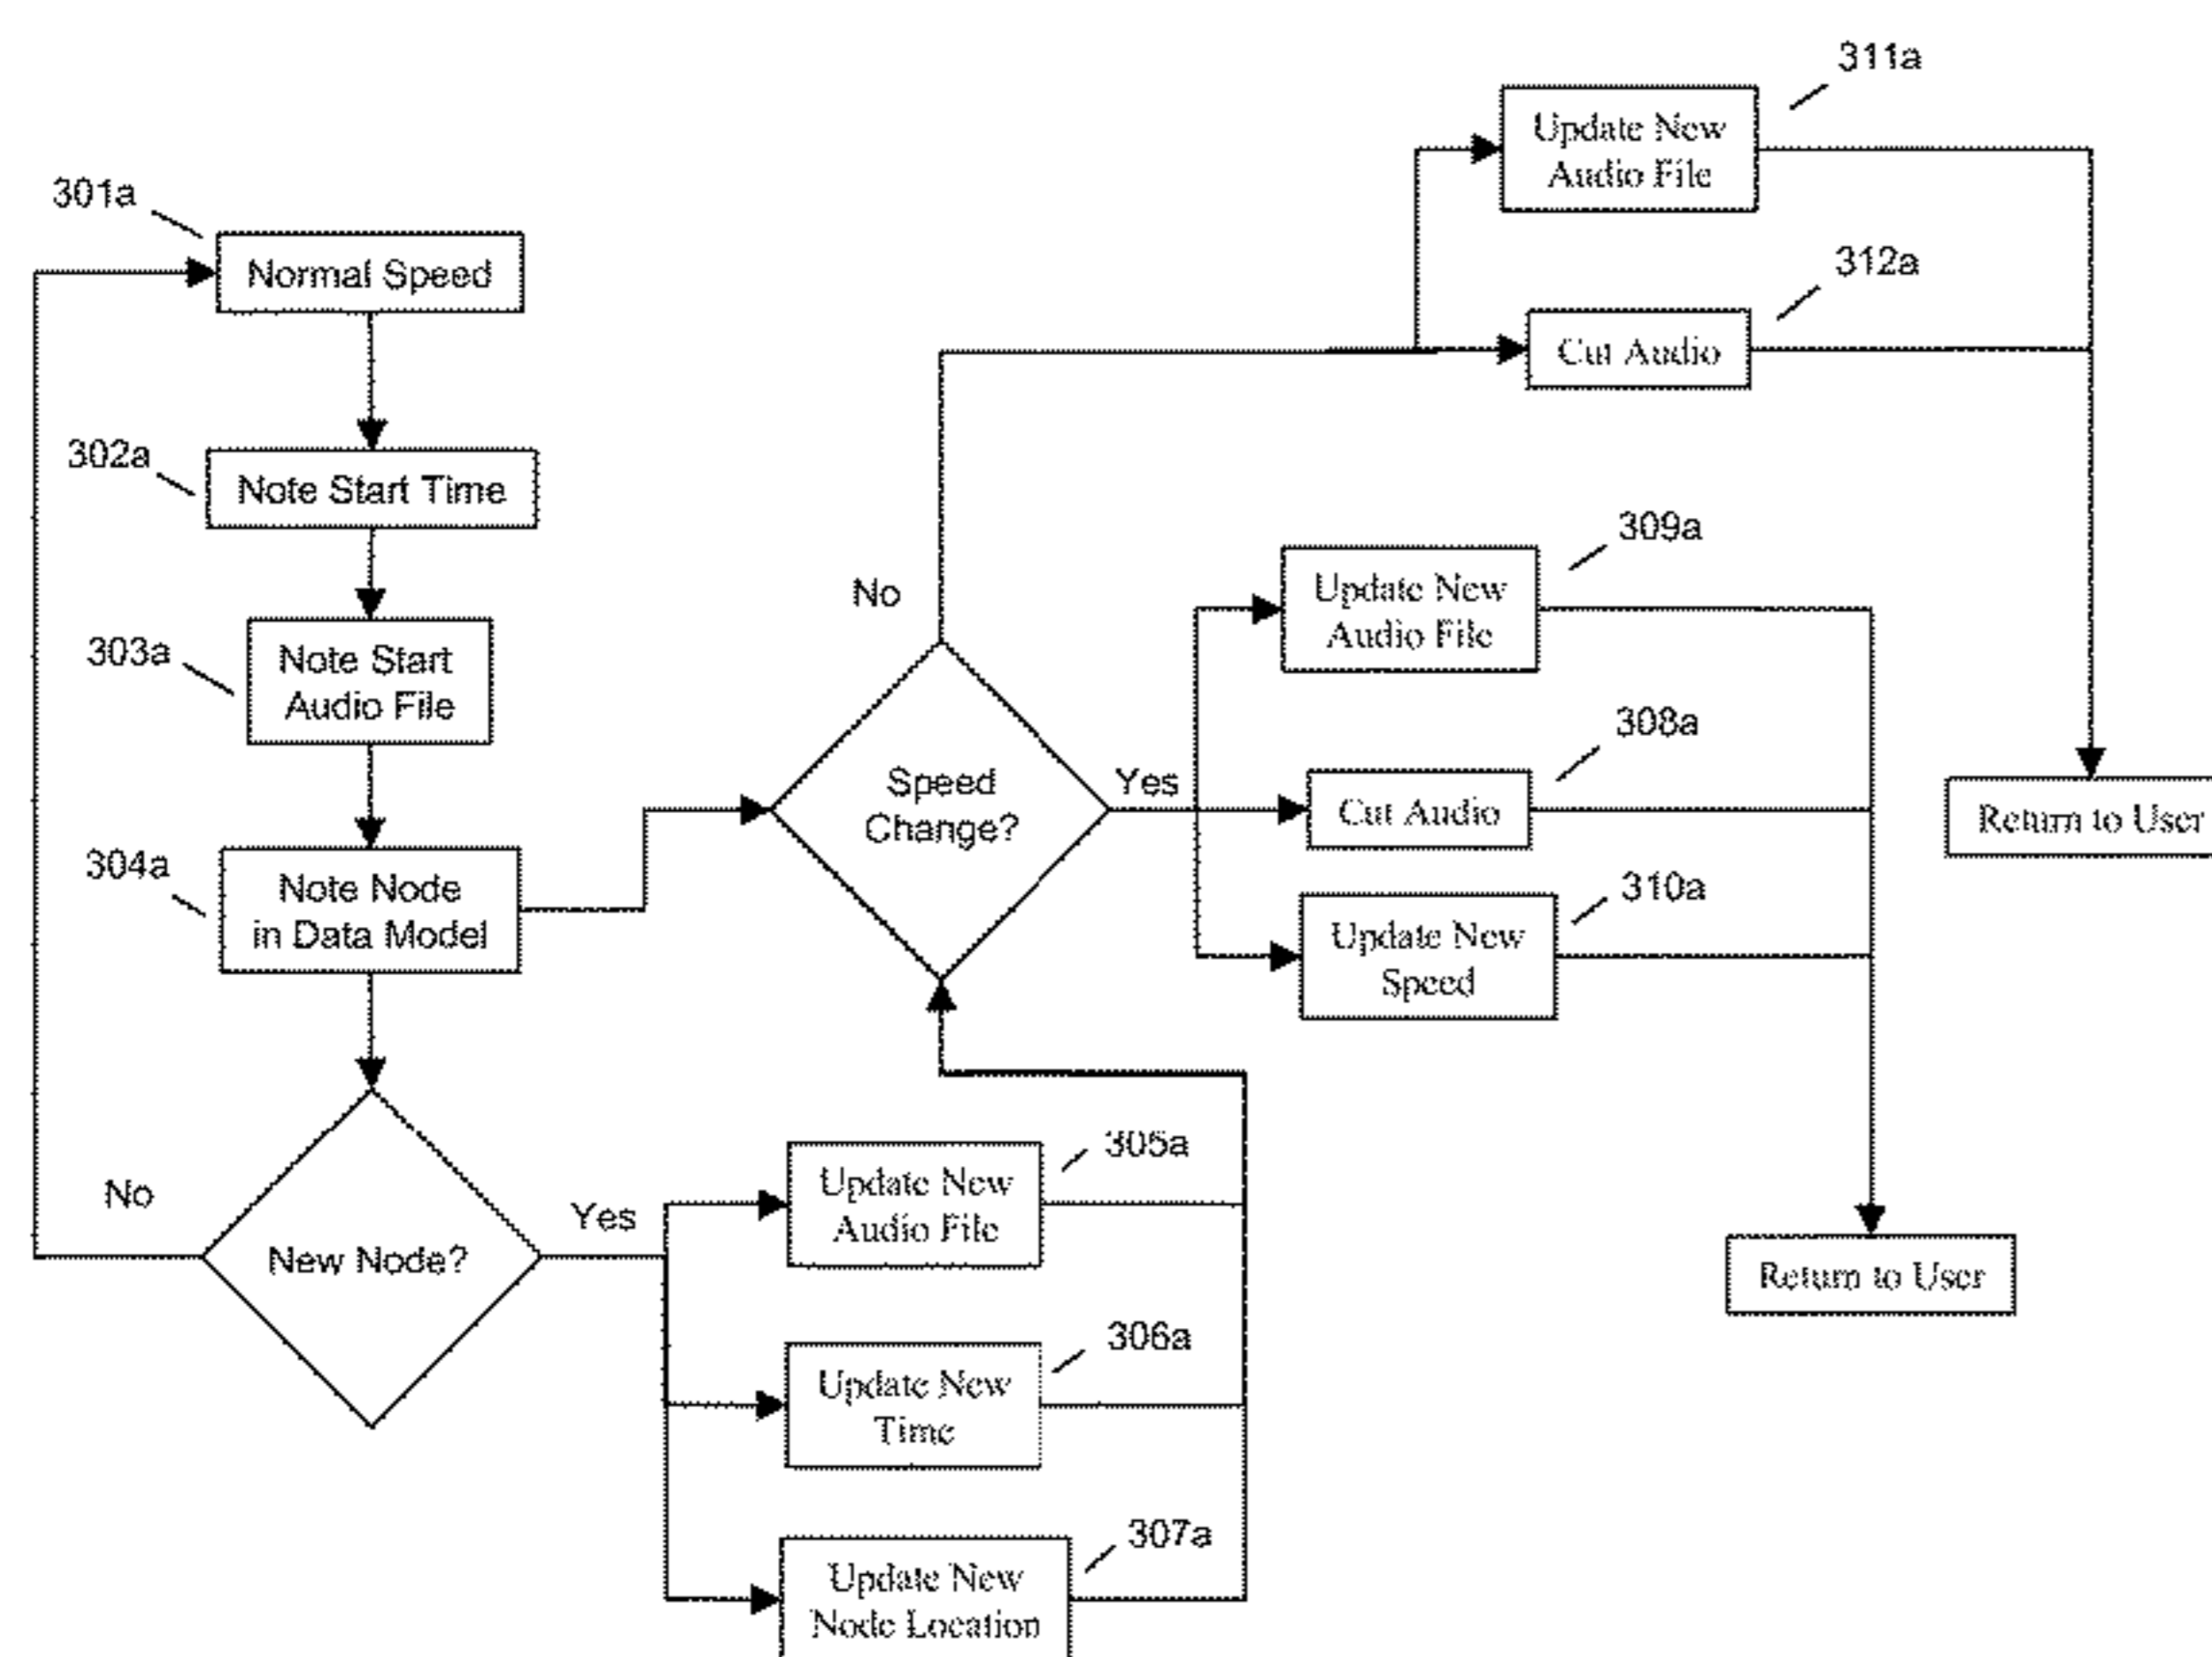 311a
Update New
Audio File
301a
Normal Speed
312a
Cut Audio
302a
Note Start Time
No
309a
Update New
Audio File
303a
Note Start
Audio File
308a
Speed
Change?
Yes
Cut Audio
Return to User
304a
Note Node
in Data Model
310a
Update New
Speed
305a
Update New
Audio File
No
Yes
New Node?
Return to User
306a
Update New
Time
307a
Update New
Node Location